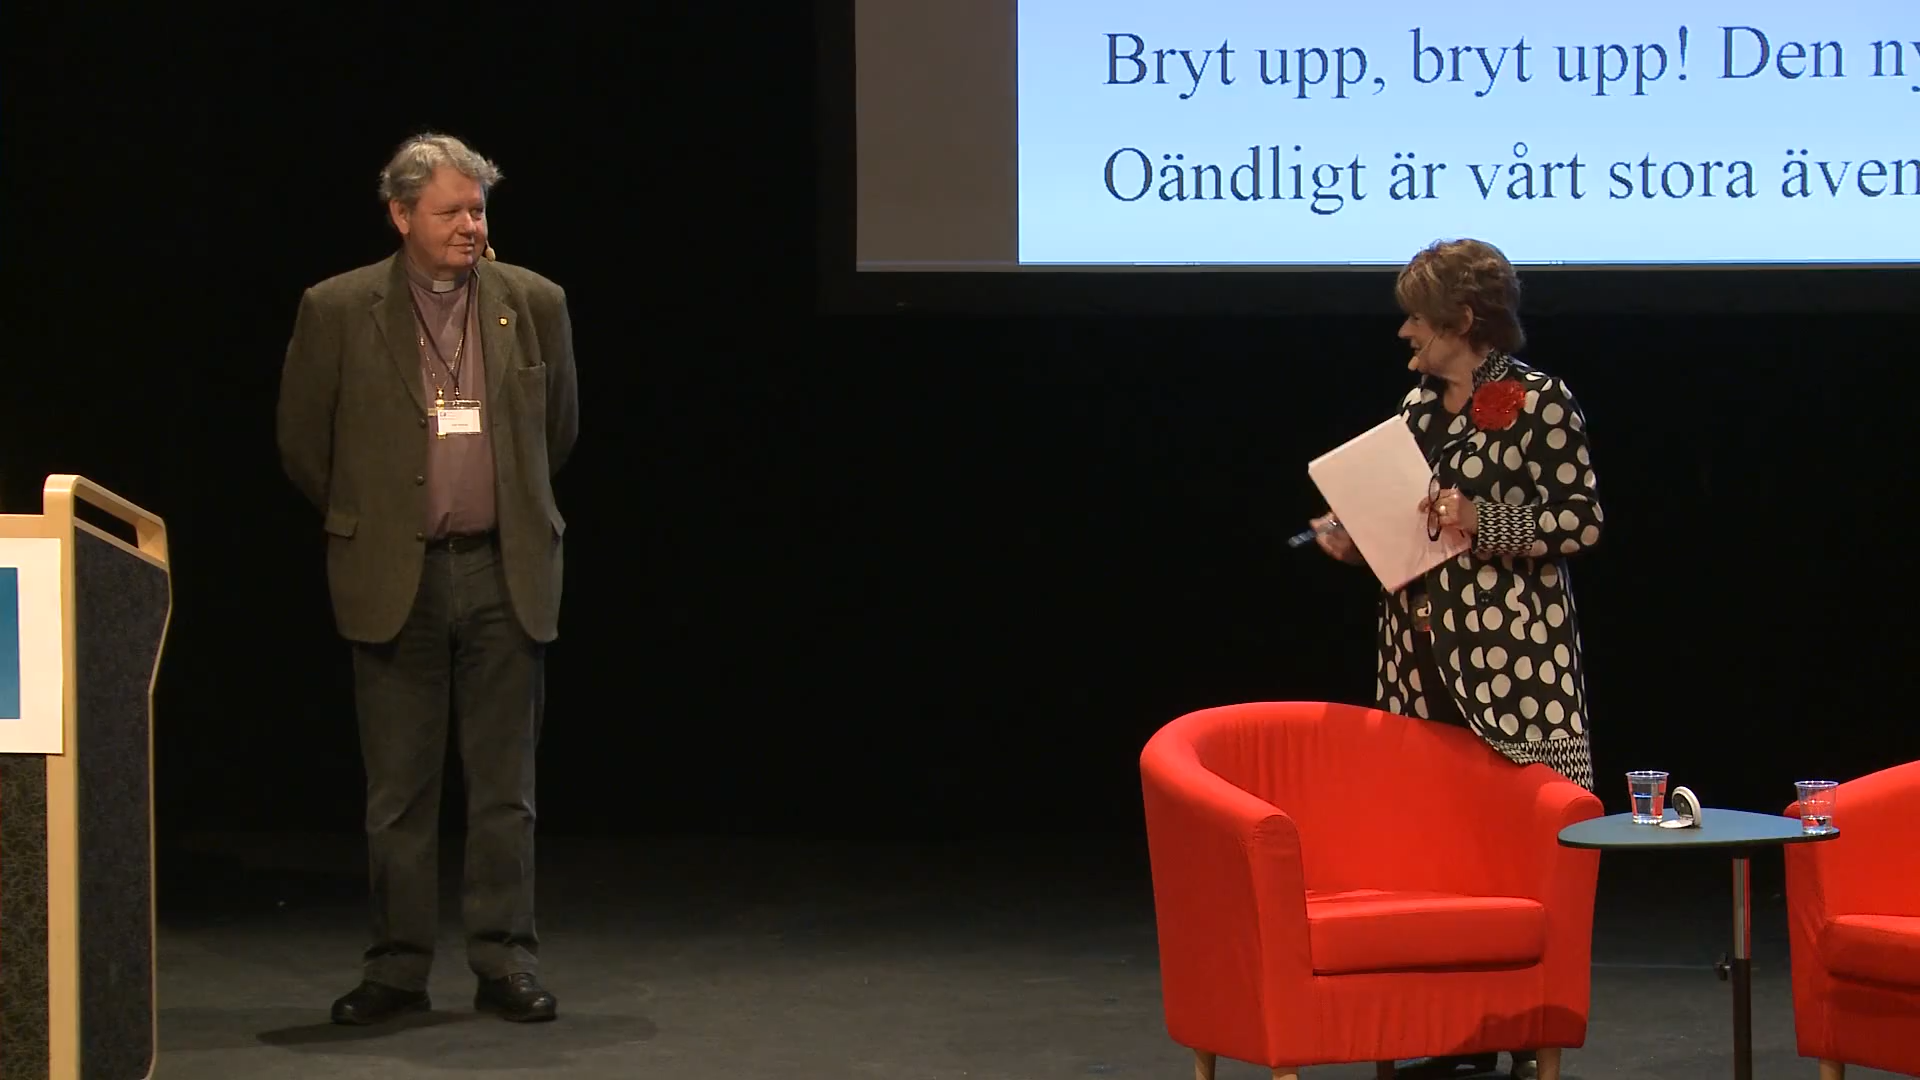 Bryt upp, bryt upp! Den ny
Oändligt är vårt stora även